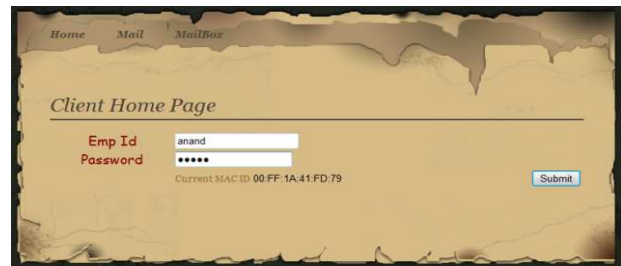 Home Mail MailBox
Client Home Page
Emp Id anand
Password •••••
Current MAC ID 00:FF:1A:41:FD:79
Submit